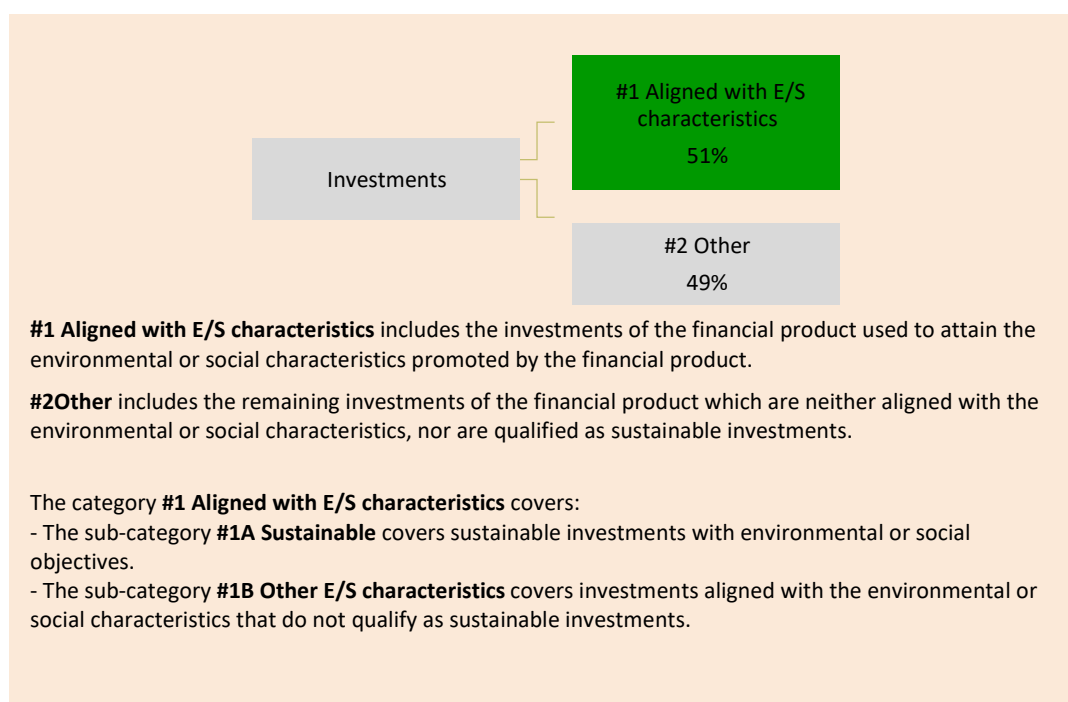 #1 Aligned with E/S
characteristics
51%
Investments
#2 Other
49%
#1 Aligned with E/S characteristics includes the investments of the financial product used to attain the
environmental or social characteristics promoted by the financial product.
#2Other includes the remaining investments of the financial product which are neither aligned with the
environmental or social characteristics, nor are qualified as sustainable investments.
The category #1 Aligned with E/S characteristics covers:
- The sub-category #1A Sustainable covers sustainable investments with environmental or social
objectives.
- The sub-category #1B Other E/S characteristics covers investments aligned with the environmental or
social characteristics that do not qualify as sustainable investments.